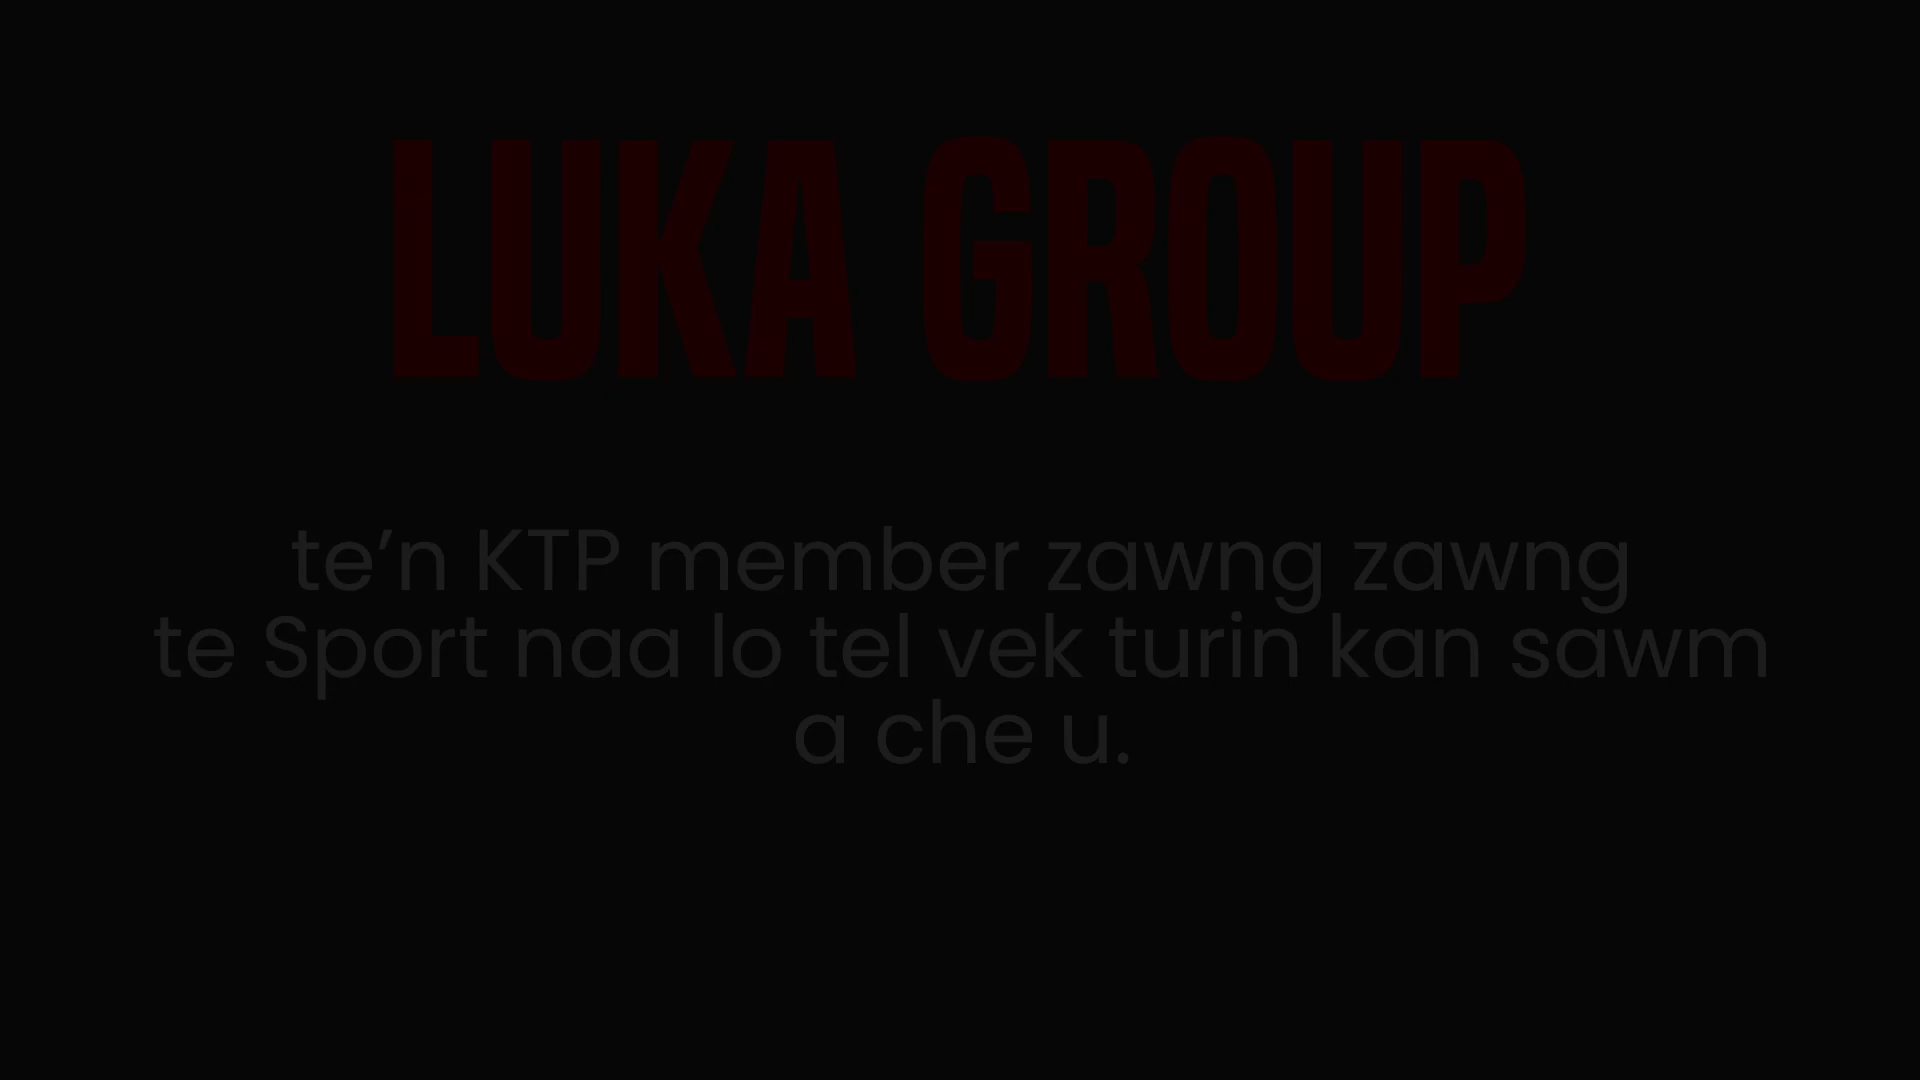 LUKA GROUP
te’n KTP member zawng zawng
te Sport naa lo tel vek turin kan sawm
a che u.